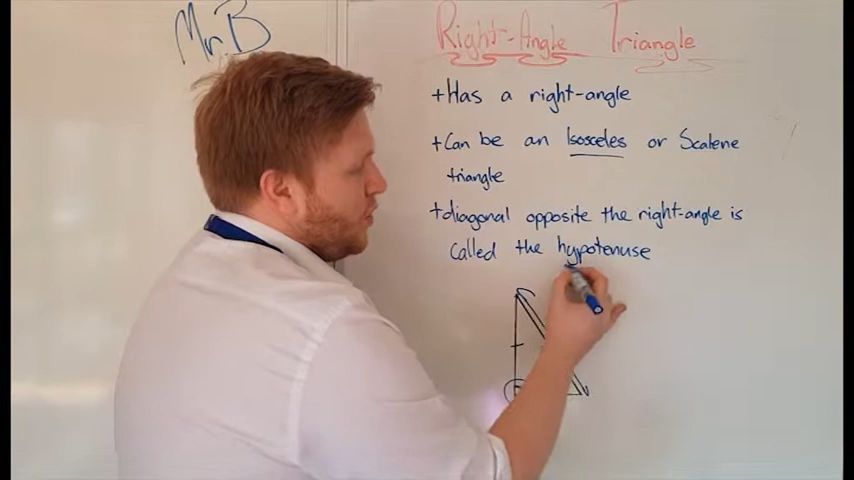 Mr. B
Right-Angle Triangle
+Has a right-angle
+Can be an Isosceles or Scalene
triangle
+diagonal opposite the right-angle is
called the hypotenuse